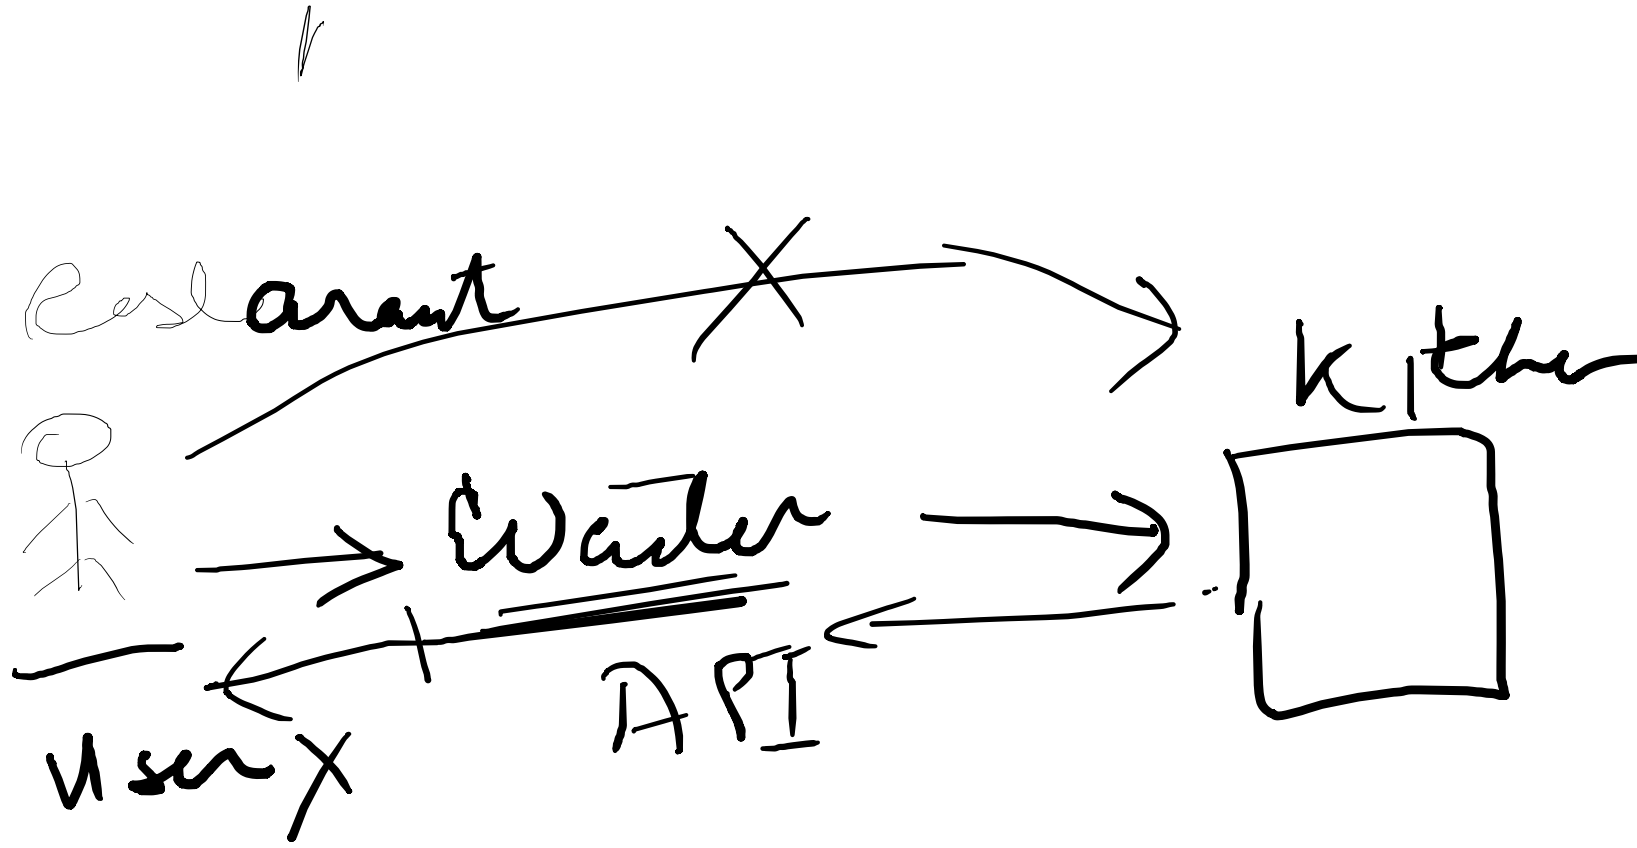 Restarant
Kithen
Waiter
API
User X